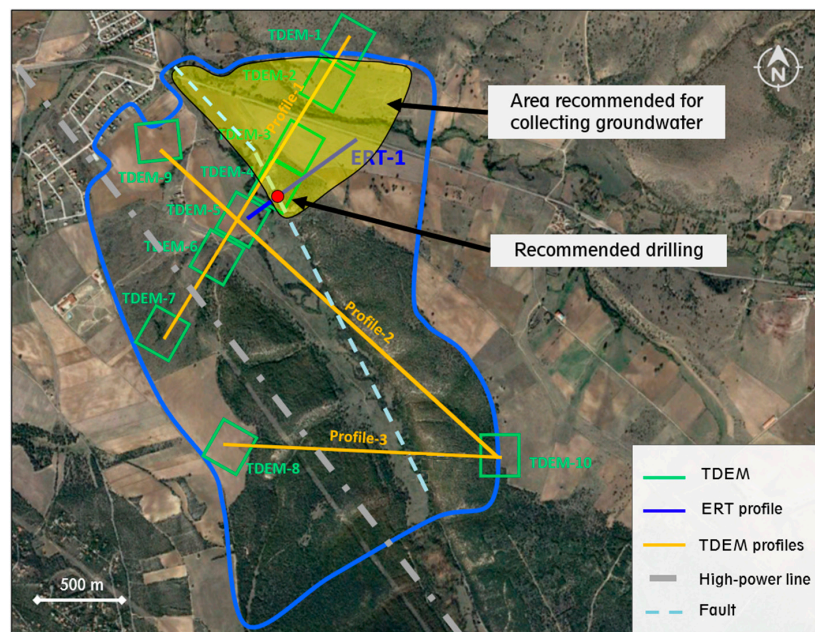 TDEM-1
TDEM-2
Profile-1
TDEM-3
ERT-1
TDEM-4
TDEM-9
TDEM-5
TDEM-6
TDEM-7
Profile-2
Profile-3
TDEM-8
TDEM-10
N
Area recommended for
collecting groundwater
Recommended drilling
500 m
TDEM
ERT profile
TDEM profiles
High-power line
Fault